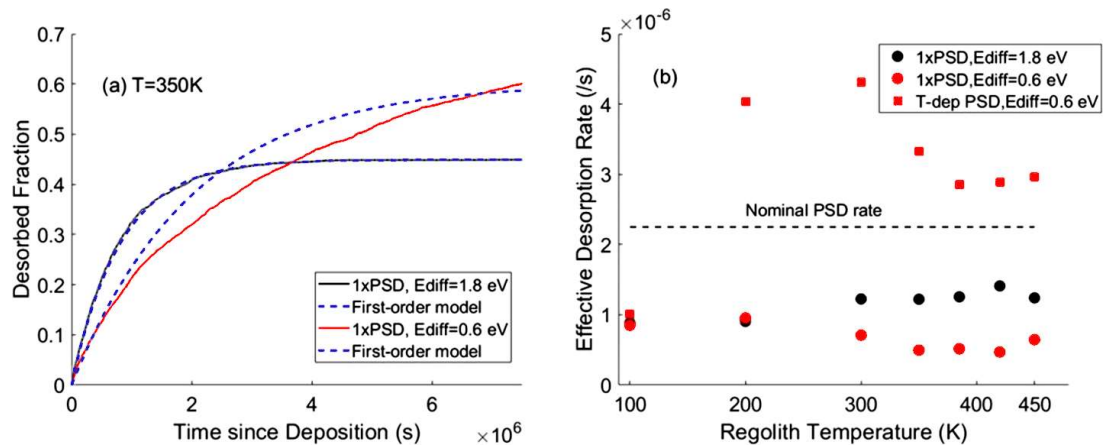 0.7
0.6
0.5
0.4
0.3
0.2
0.1
0
Desorbed Fraction
(a) T=350K
1xPSD, Ediff=1.8 eV
First-order model
1xPSD, Ediff=0.6 eV
First-order model
0 2 4 6
Time since Deposition (s) ×10⁶
×10⁻⁶
5
4
3
2
1
0
Effective Desorption Rate (/s)
(b)
1xPSD,Ediff=1.8 eV
1xPSD,Ediff=0.6 eV
T-dep PSD,Ediff=0.6 eV
Nominal PSD rate
100 200 300 400 450
Regolith Temperature (K)